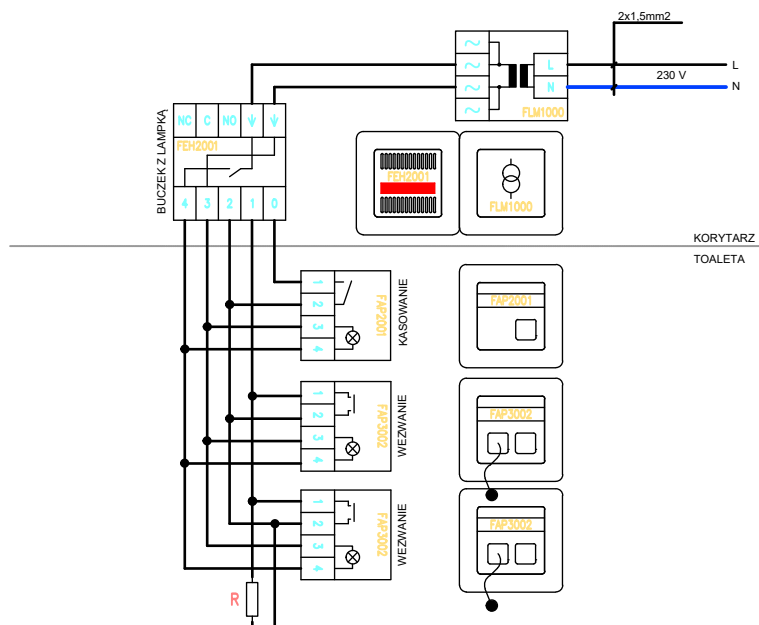 2x1,5mm2
L
L
230 V
N
N
FLM1000
NC C NO
FEH2001
4 3 2 1 0
BUCZEK Z LAMPKĄ
FEH2001
FLM1000
KORYTARZ
TOALETA
1
2
3
4
FAP2001
KASOWANIE
FAP2001
1
2
3
4
FAP3002
WEZWANIE
FAP3002
1
2
3
4
FAP3002
WEZWANIE
FAP3002
R